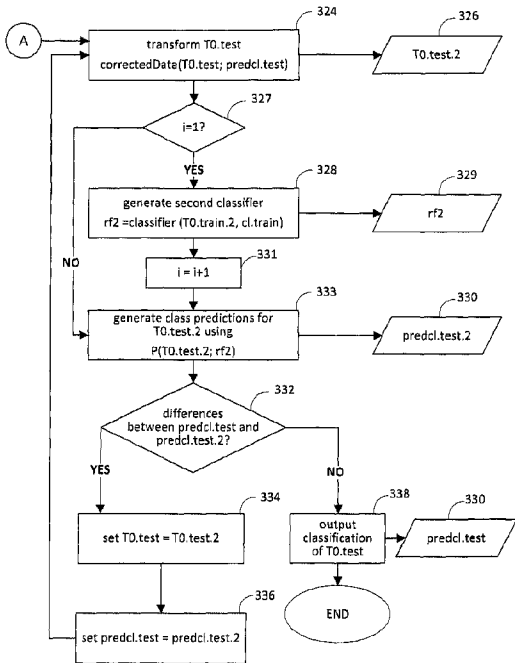 324
A
transform T0.test
correctedDate(T0.test; predcl.test)
326
T0.test.2
327
i=1?
YES
328
generate second classifier
rf2 =classifier (T0.train.2, cl.train)
329
rf2
NO
331
i = i+1
333
generate class predictions for
T0.test.2 using
P(T0.test.2; rf2)
330
predcl.test.2
332
differences
between predcl.test and
predcl.test.2?
YES
NO
334
set T0.test = T0.test.2
338
output
classification
of T0.test
330
predcl.test
END
336
set predcl.test = predcl.test.2